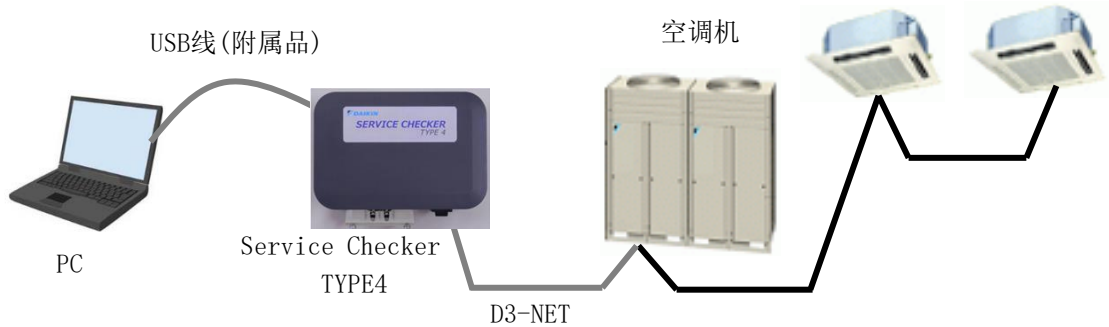 USB线(附属品)
空调机
DAIKIN
SERVICE CHECKER
TYPE 4
PC
Service Checker
TYPE4
D3-NET